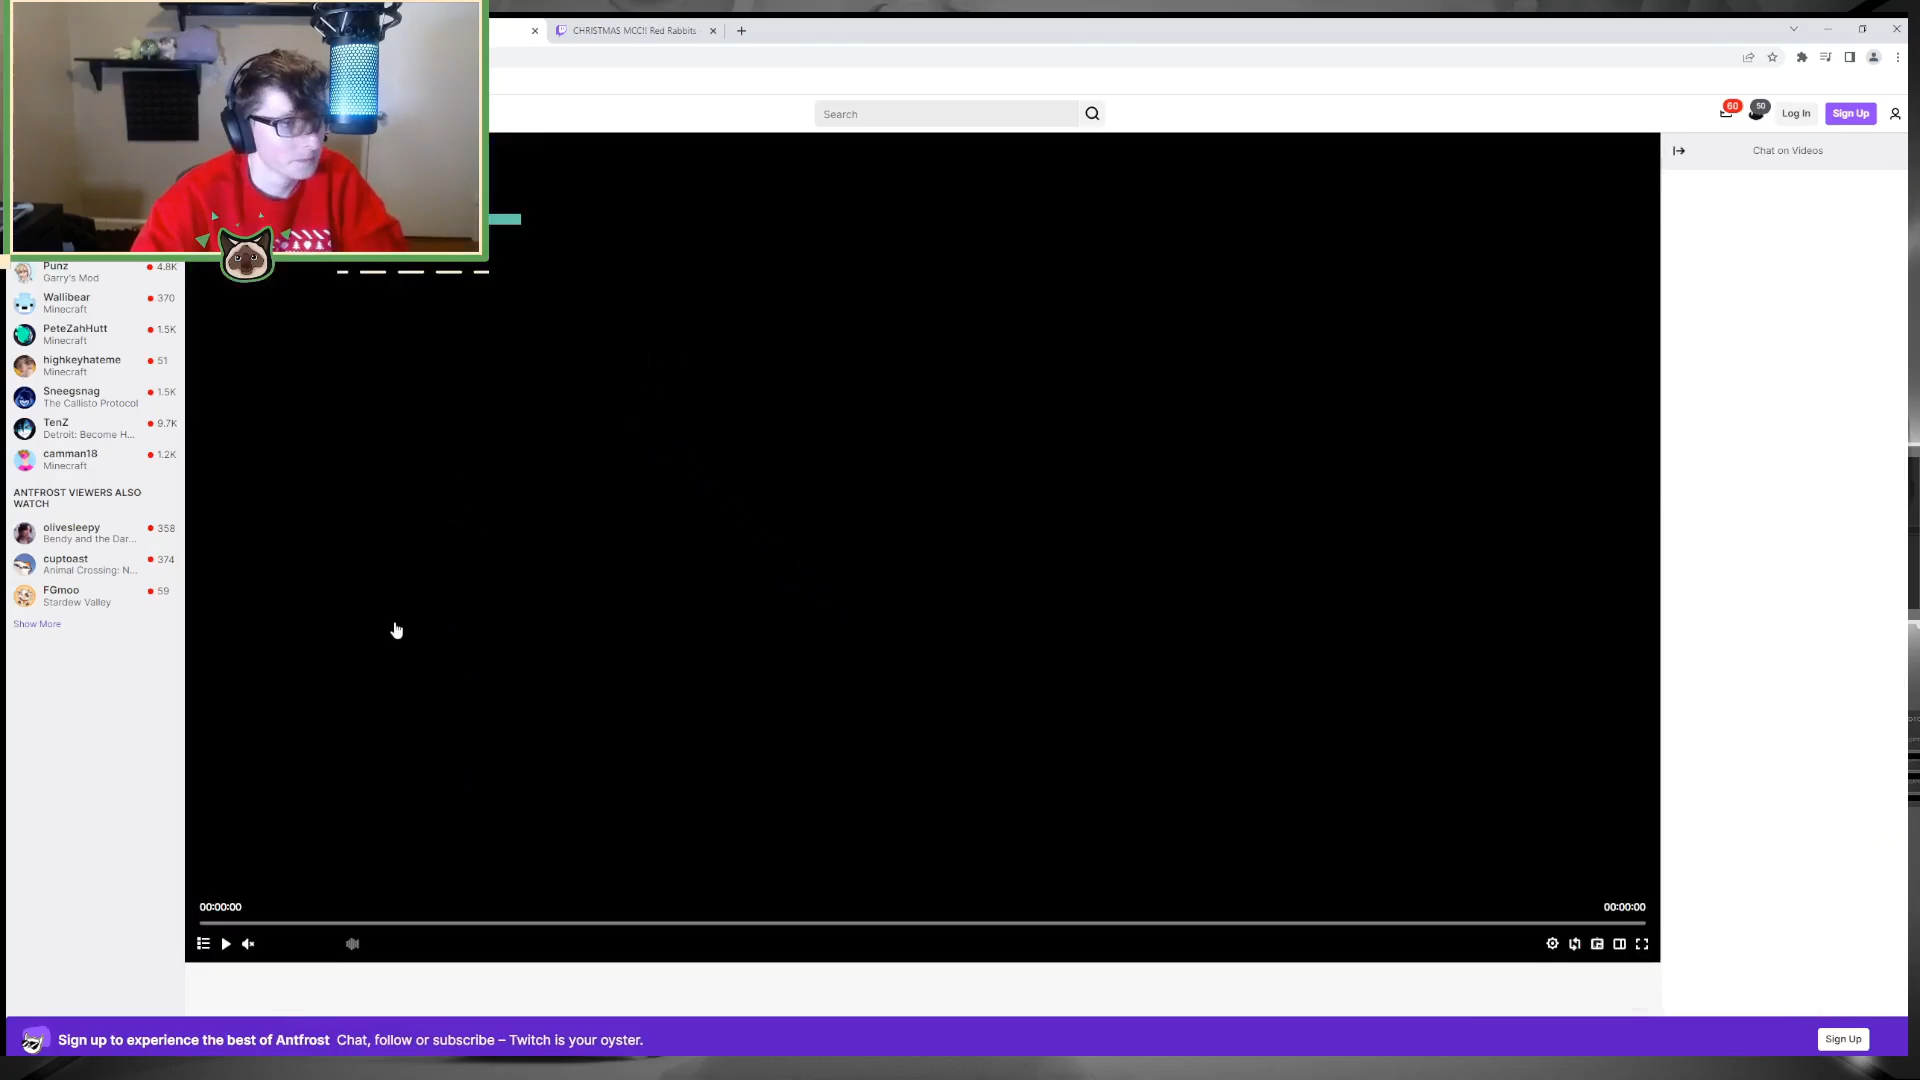 CHRISTMAS MCC!! Red Rabbits
Search
60
50
Log In
Sign Up
Chat on Videos
Punz
4.8K
Garry's Mod
Wallibear
370
Minecraft
PeteZahHutt
1.5K
Minecraft
highkeyhateme
51
Minecraft
Sneegsnag
1.5K
The Callisto Protocol
TenZ
9.7K
Detroit: Become H...
camman18
1.2K
Minecraft
ANTFROST VIEWERS ALSO
WATCH
olivesleepy
358
Bendy and the Dar...
cuptoast
374
Animal Crossing: N...
FGmoo
59
Stardew Valley
Show More
00:00:00
00:00:00
Sign up to experience the best of Antfrost Chat, follow or subscribe – Twitch is your oyster.
Sign Up